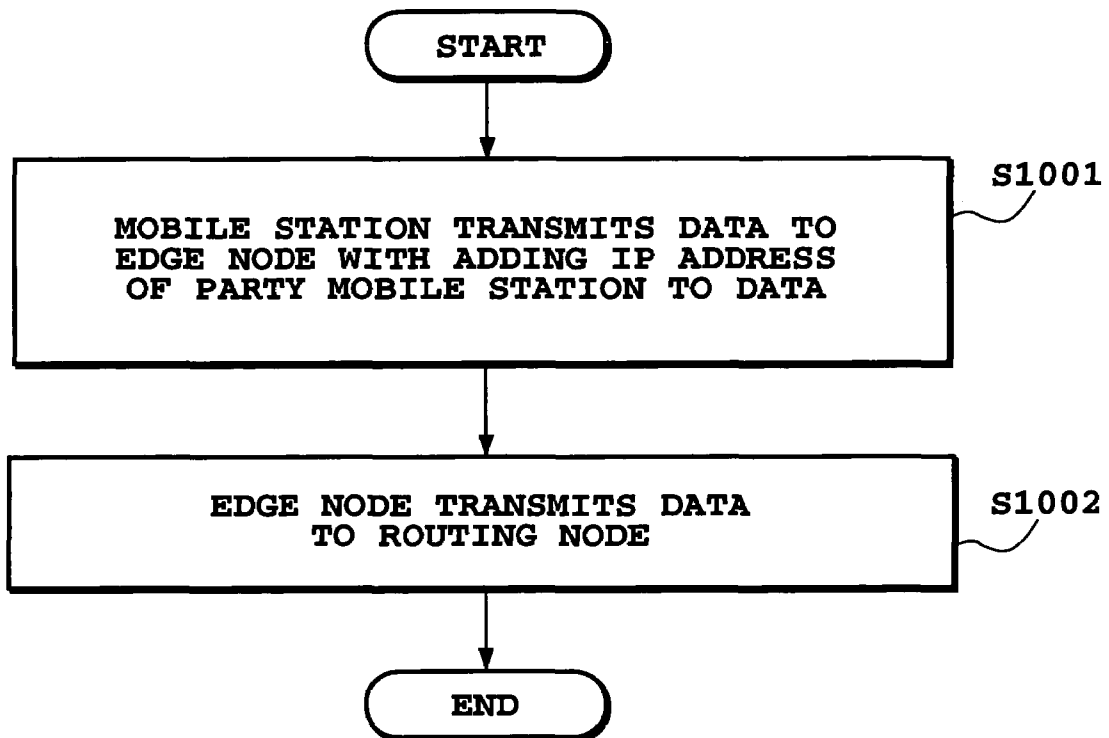 START
S1001
MOBILE STATION TRANSMITS DATA TO
EDGE NODE WITH ADDING IP ADDRESS
OF PARTY MOBILE STATION TO DATA
S1002
EDGE NODE TRANSMITS DATA
TO ROUTING NODE
END